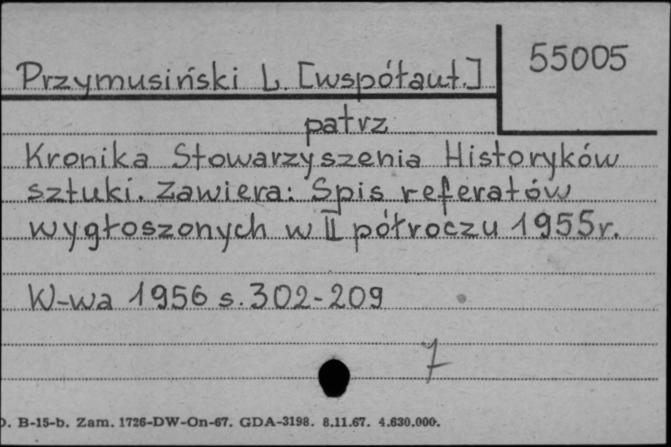 55005
Przymusiński L. [współaut.]
patrz
Kronika Stowarzyszenia Historyków
sztuki. Zawiera: Spis referatów
wygłoszonych w II półroczu 1955r.
W-wa 1956 s. 302-209
7
D. B-15-b. Zam. 1726-DW-On-67. GDA-3198. 8.11.67. 4.630.000.